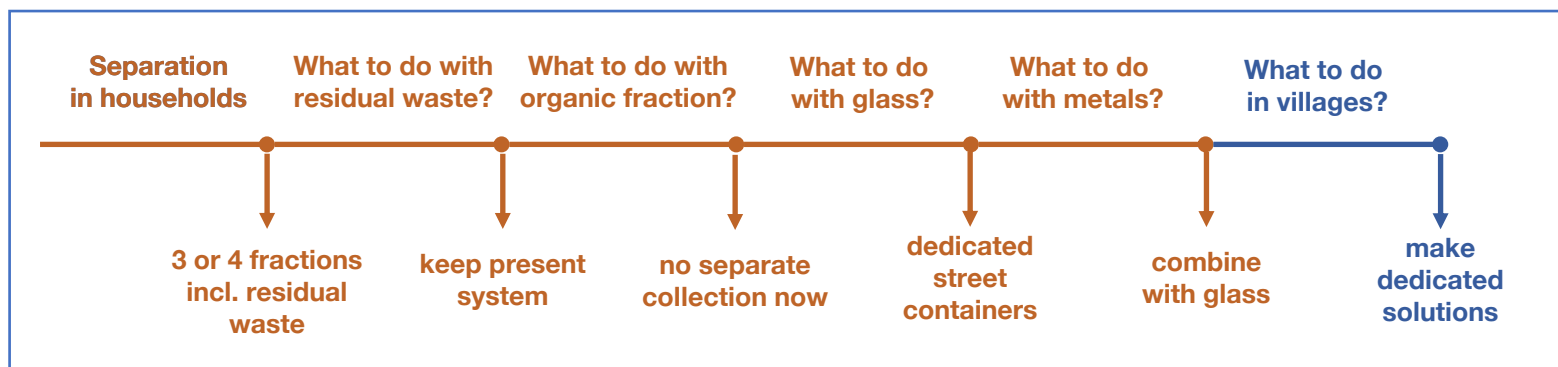 Separation
in households
What to do with
residual waste?
What to do with
organic fraction?
What to do
with glass?
What to do
with metals?
What to do
in villages?
3 or 4 fractions
incl. residual
waste
keep present
system
no separate
collection now
dedicated
street
containers
combine
with glass
make
dedicated
solutions